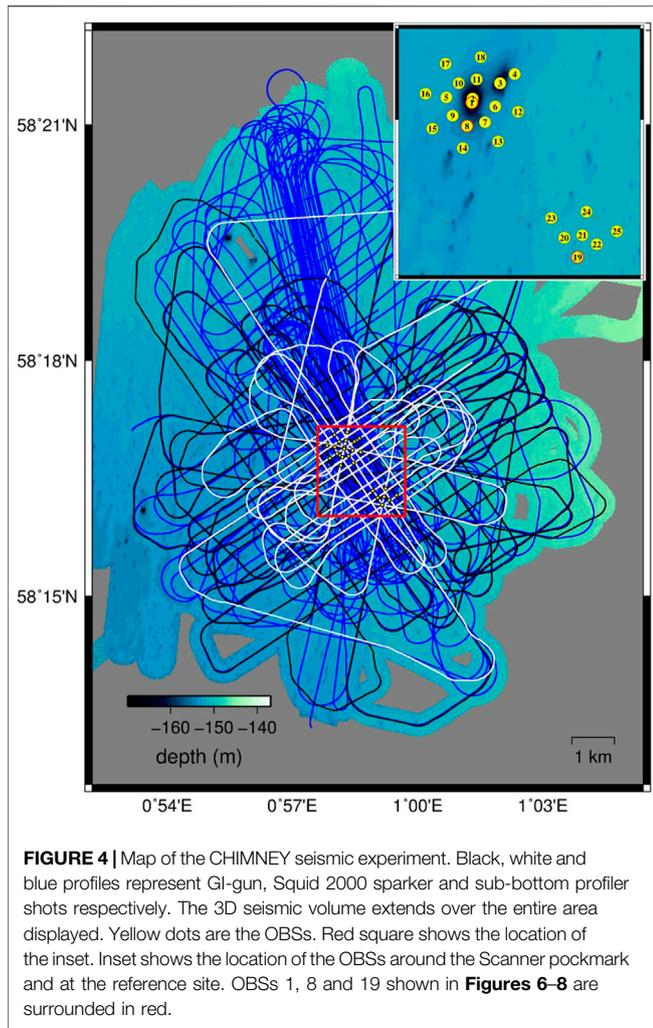 58°21'N
58°18'N
58°15'N
0°54'E
0°57'E
1°00'E
1°03'E
−160 −150 −140
depth (m)
1 km
18
17
4
11
10
3
16
5
6
12
1
9
8
7
15
13
14
24
23
25
20
21
22
19
FIGURE 4 | Map of the CHIMNEY seismic experiment. Black, white and
blue profiles represent GI-gun, Squid 2000 sparker and sub-bottom profiler
shots respectively. The 3D seismic volume extends over the entire area
displayed. Yellow dots are the OBSs. Red square shows the location of
the inset. Inset shows the location of the OBSs around the Scanner pockmark
and at the reference site. OBSs 1, 8 and 19 shown in Figures 6–8 are
surrounded in red.